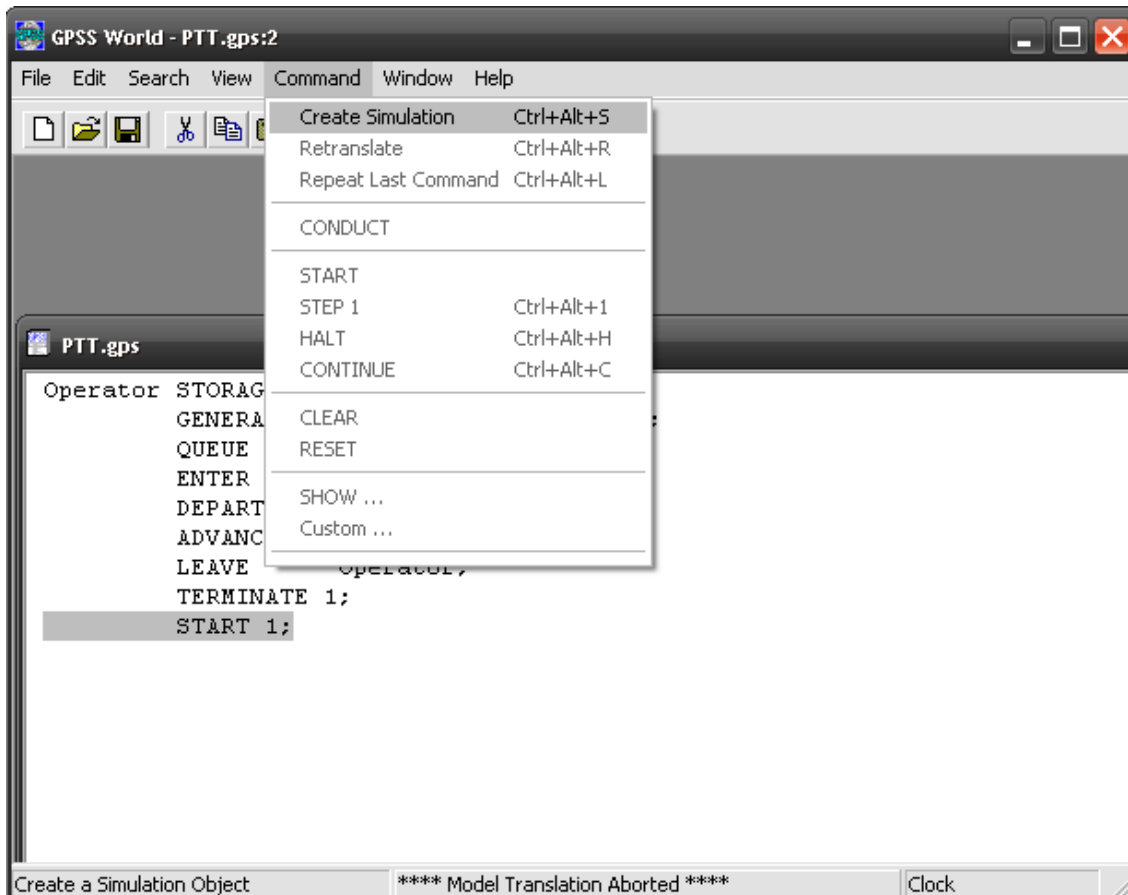 GPSS World - PTT.gps:2
File Edit Search View Command Window Help
Create Simulation Ctrl+Alt+S
Retranslate Ctrl+Alt+R
Repeat Last Command Ctrl+Alt+L
CONDUCT
START
STEP 1 Ctrl+Alt+1
HALT Ctrl+Alt+H
CONTINUE Ctrl+Alt+C
CLEAR
RESET
SHOW ...
Custom ...
PTT.gps
Operator STORAG
GENERA ;
QUEUE
ENTER
DEPART
ADVANC
LEAVE Operator;
TERMINATE 1;
START 1;
Create a Simulation Object **** Model Translation Aborted **** Clock